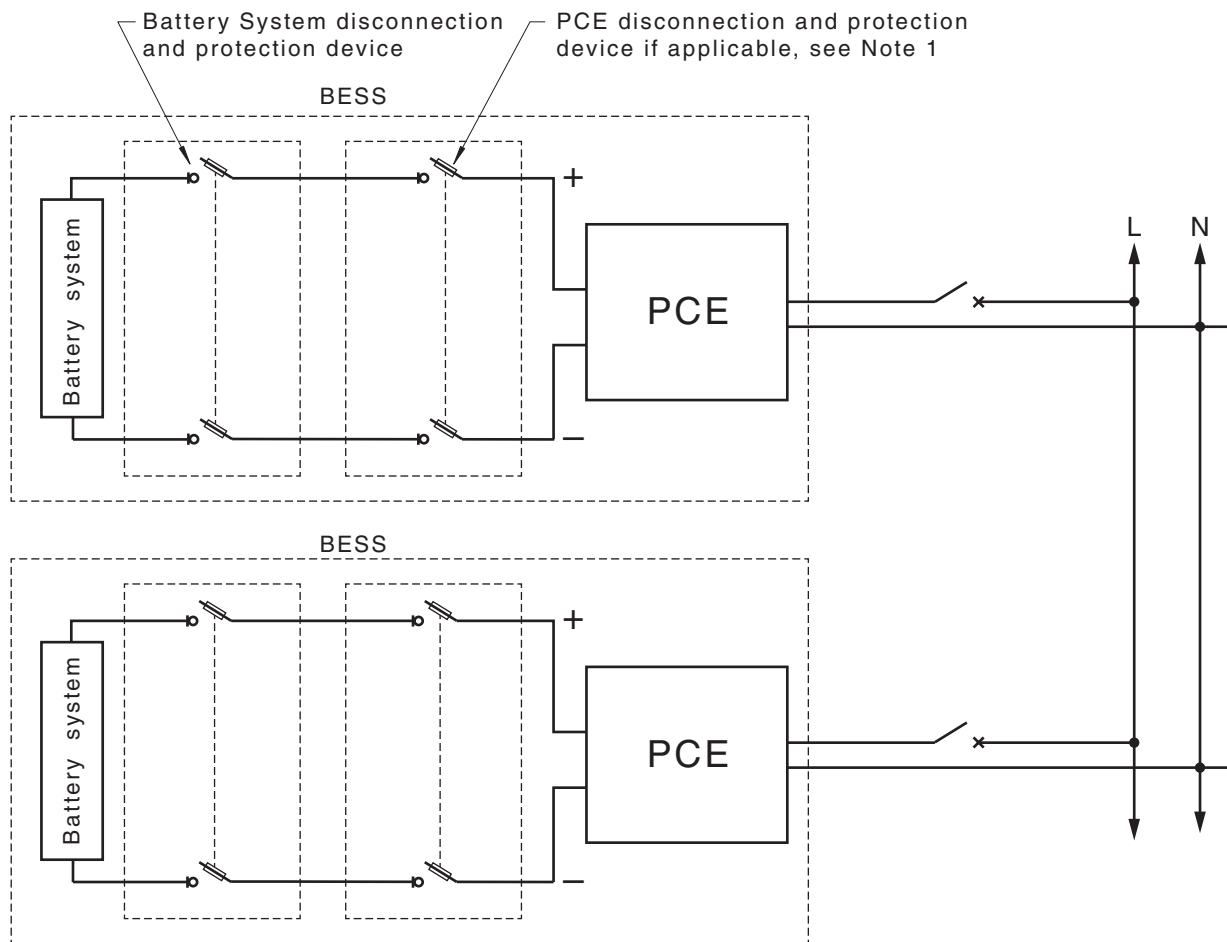 Battery System disconnection
and protection device
PCE disconnection and protection
device if applicable, see Note 1
BESS
Battery system
+
−
PCE
L
N
BESS
Battery system
+
−
PCE